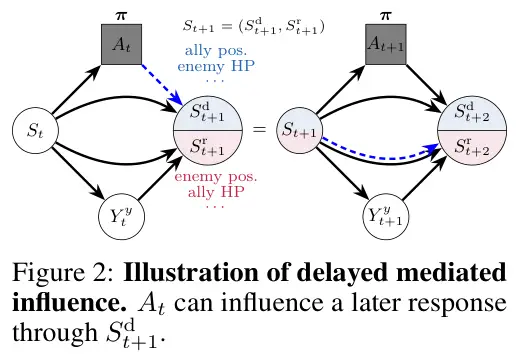 π
π
S_{t+1} = (S^d_{t+1}, S^r_{t+1})
A_t
A_{t+1}
ally pos.
enemy HP
...
S^d_{t+1}
S^d_{t+2}
S_t
=
S_{t+1}
S^r_{t+1}
S^r_{t+2}
enemy pos.
ally HP
...
Y^y_t
Y^y_{t+1}
Figure 2: Illustration of delayed mediated
influence. A_t can influence a later response
through S^d_{t+1}.